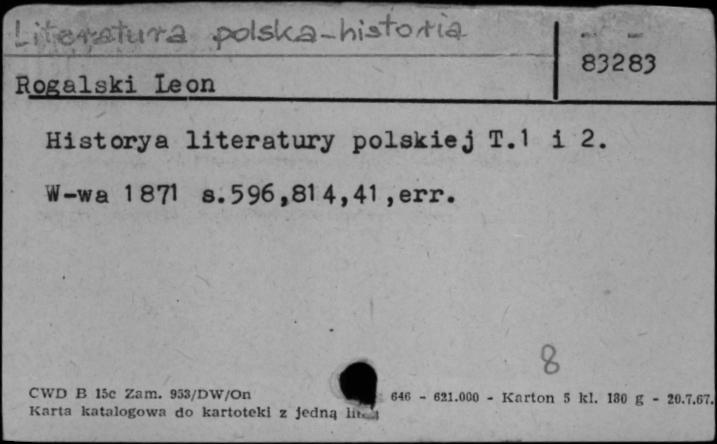 Literatura polska-historia
83283
Rogalski Leon
Historya literatury polskiej T.1 i 2.
W-wa 1871 s.596,814,41,err.
8
CWD B 15c Zam. 953/DW/On 646 - 621.000 - Karton 5 kl. 180 g - 20.7.67.
Karta katalogowa do kartoteki z jedną